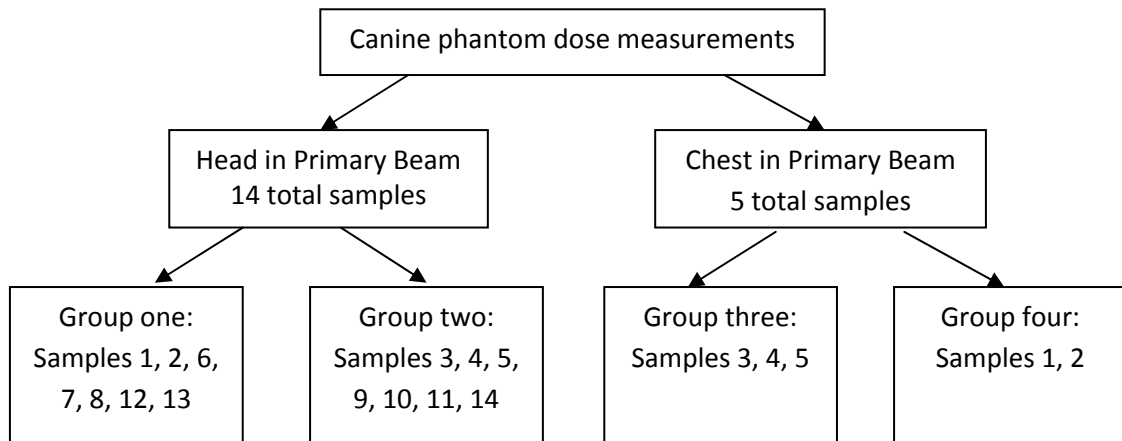 Canine phantom dose measurements
Head in Primary Beam
14 total samples
Chest in Primary Beam
5 total samples
Group one:
Samples 1, 2, 6,
7, 8, 12, 13
Group two:
Samples 3, 4, 5,
9, 10, 11, 14
Group three:
Samples 3, 4, 5
Group four:
Samples 1, 2